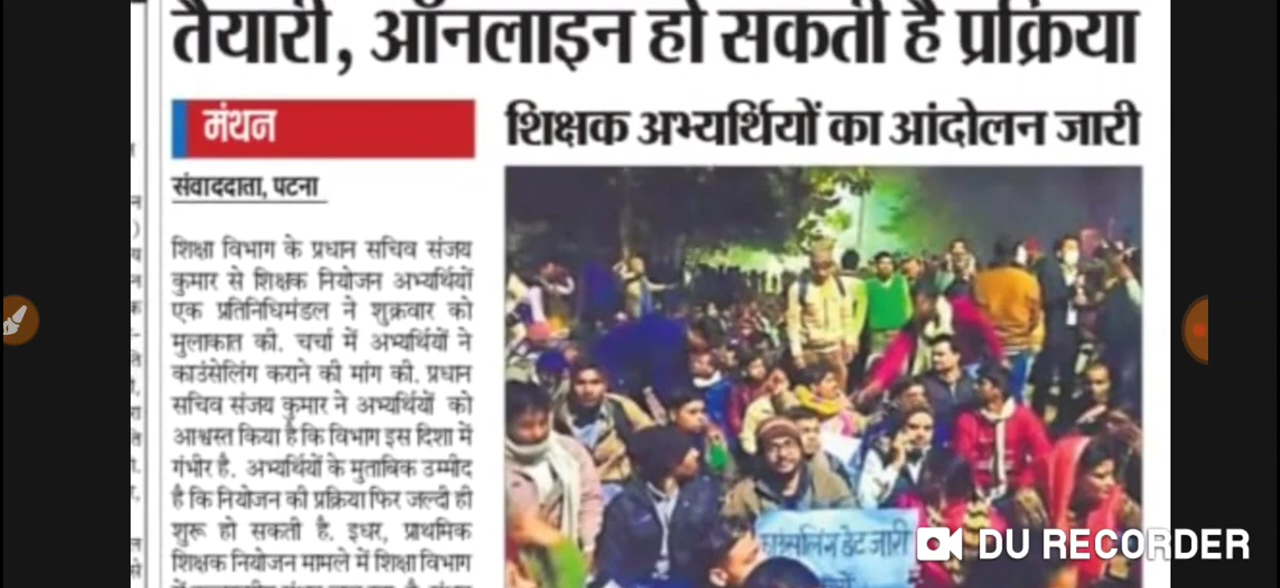 तैयारी, ऑनलाइन हो सकती है प्रक्रिया
मंथन
शिक्षक अभ्यर्थियों का आंदोलन जारी
संवाददाता, पटना
शिक्षा विभाग के प्रधान सचिव संजय
कुमार से शिक्षक नियोजन अभ्यर्थियों
एक प्रतिनिधिमंडल ने शुक्रवार को
मुलाकात की. चर्चा में अभ्यर्थियों ने
काउंसेलिंग कराने की मांग की. प्रधान
सचिव संजय कुमार ने अभ्यर्थियों को
आश्वस्त किया है कि विभाग इस दिशा में
गंभीर है. अभ्यर्थियों के मुताबिक उम्मीद
है कि नियोजन की प्रक्रिया फिर जल्दी ही
शुरू हो सकती है. इधर, प्राथमिक
शिक्षक नियोजन मामले में शिक्षा विभाग
डेट जारी
DU RECORDER